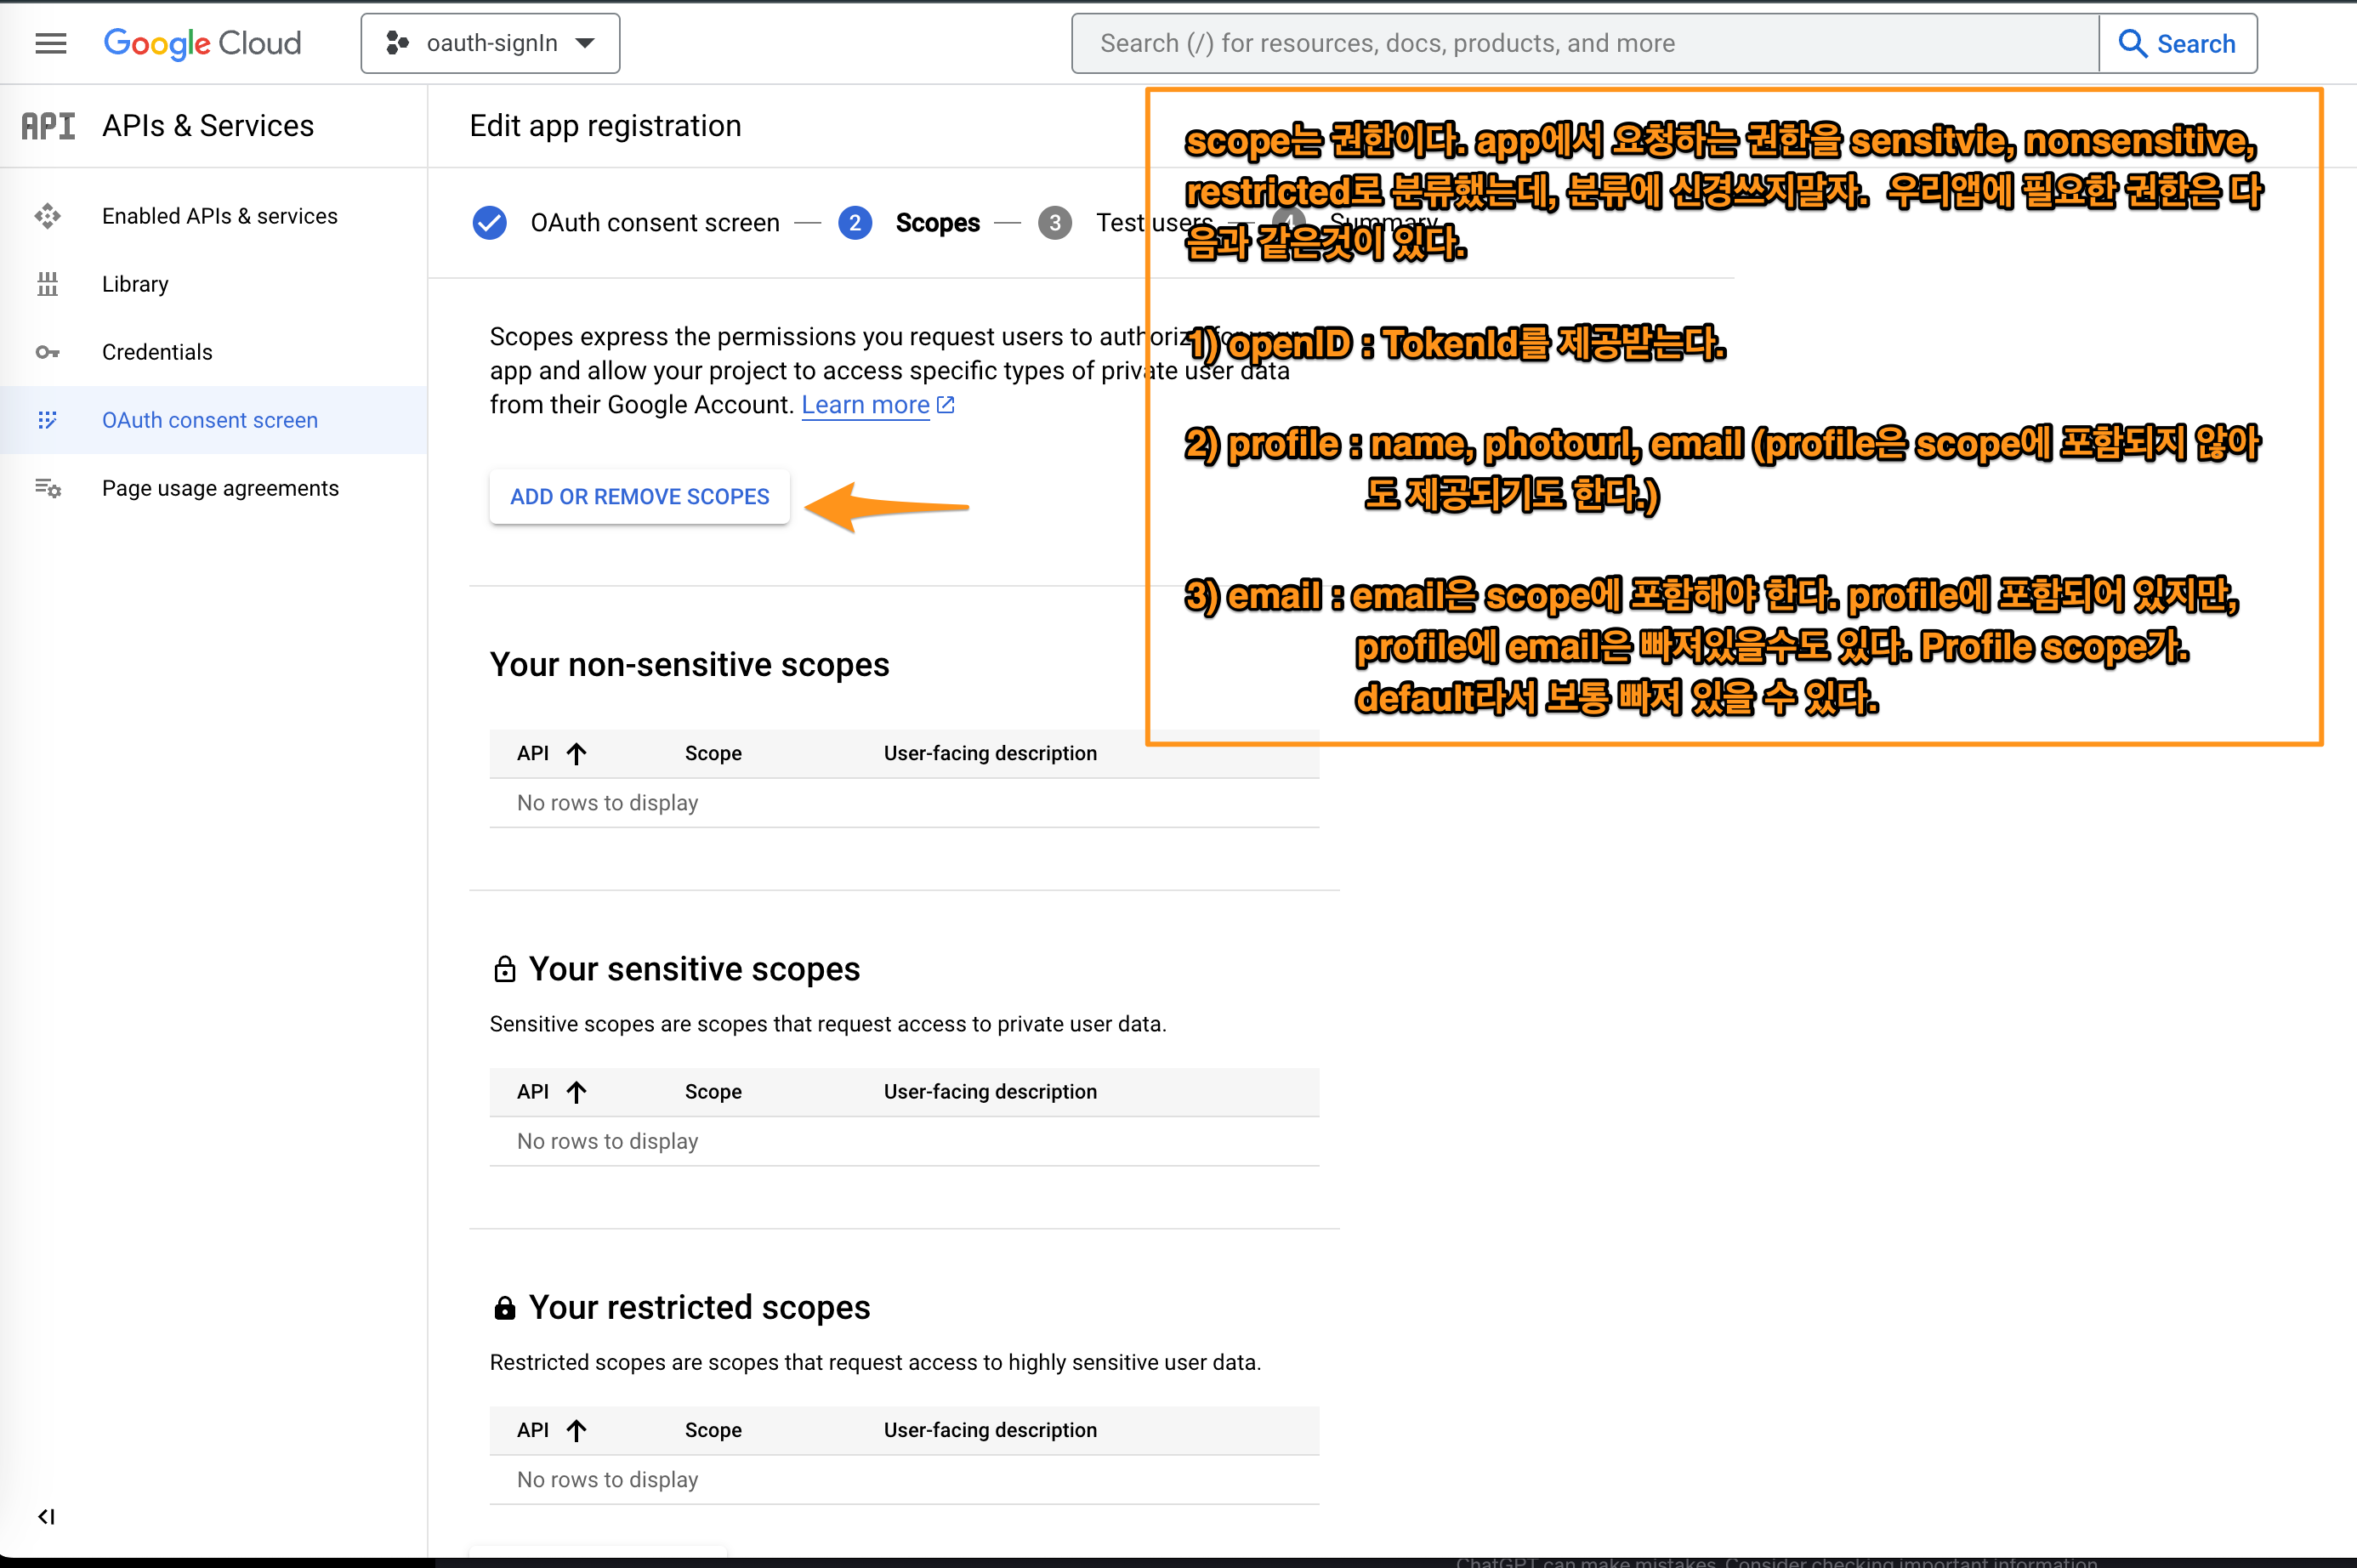 Google Cloud
oauth-signIn
Search (/) for resources, docs, products, and more
Search
API
APIs & Services
Enabled APIs & services
Library
Credentials
OAuth consent screen
Page usage agreements
Edit app registration
OAuth consent screen — 2 Scopes — 3 Test users — 4 Summary
Scopes express the permissions you request users to authorize for your
app and allow your project to access specific types of private user data
from their Google Account. Learn more
ADD OR REMOVE SCOPES
scope는 권한이다. app에서 요청하는 권한을 sensitvie, nonsensitive,
restricted로 분류했는데, 분류에 신경쓰지말자. 우리앱에 필요한 권한은 다
음과 같은것이 있다.
1) openID : TokenId를 제공받는다.
2) profile : name, photourl, email (profile은 scope에 포함되지 않아
도 제공되기도 한다.)
3) email : email은 scope에 포함해야 한다. profile에 포함되어 있지만,
profile에 email은 빠져있을수도 있다. Profile scope가.
default라서 보통 빠져 있을 수 있다.
Your non-sensitive scopes
API Scope User-facing description
No rows to display
Your sensitive scopes
Sensitive scopes are scopes that request access to private user data.
API Scope User-facing description
No rows to display
Your restricted scopes
Restricted scopes are scopes that request access to highly sensitive user data.
API Scope User-facing description
No rows to display
ChatGPT can make mistakes. Consider checking important information.